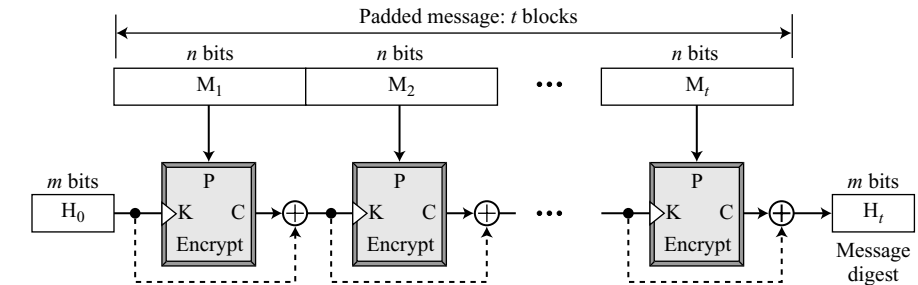 Padded message: t blocks
n bits n bits n bits
M₁ M₂ ••• Mₜ
m bits P P P m bits
H₀ K C K C ••• K C Hₜ
Encrypt Encrypt Encrypt
Message
digest